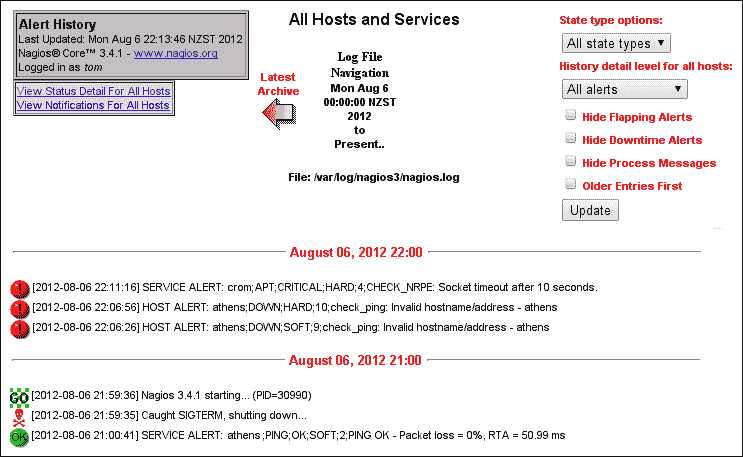 Alert History
Last Updated: Mon Aug 6 22:13:46 NZST 2012
Nagios® Core™ 3.4.1 - www.nagios.org
Logged in as tom
View Status Detail For All Hosts
View Notifications For All Hosts
All Hosts and Services
Latest
Archive
Log File
Navigation
Mon Aug 6
00:00:00 NZST
2012
to
Present..
File: /var/log/nagios3/nagios.log
State type options:
All state types
History detail level for all hosts:
All alerts
Hide Flapping Alerts
Hide Downtime Alerts
Hide Process Messages
Older Entries First
Update
August 06, 2012 22:00
[2012-08-06 22:11:16] SERVICE ALERT: crom;APT;CRITICAL;HARD;4;CHECK_NRPE: Socket timeout after 10 seconds.
[2012-08-06 22:06:56] HOST ALERT: athens;DOWN;HARD;10;check_ping: Invalid hostname/address - athens
[2012-08-06 22:06:26] HOST ALERT: athens;DOWN;SOFT;9;check_ping: Invalid hostname/address - athens
August 06, 2012 21:00
GO [2012-08-06 21:59:36] Nagios 3.4.1 starting... (PID=30990)
[2012-08-06 21:59:35] Caught SIGTERM, shutting down...
OK [2012-08-06 21:00:41] SERVICE ALERT: athens;PING;OK;SOFT;2;PING OK - Packet loss = 0%, RTA = 50.99 ms